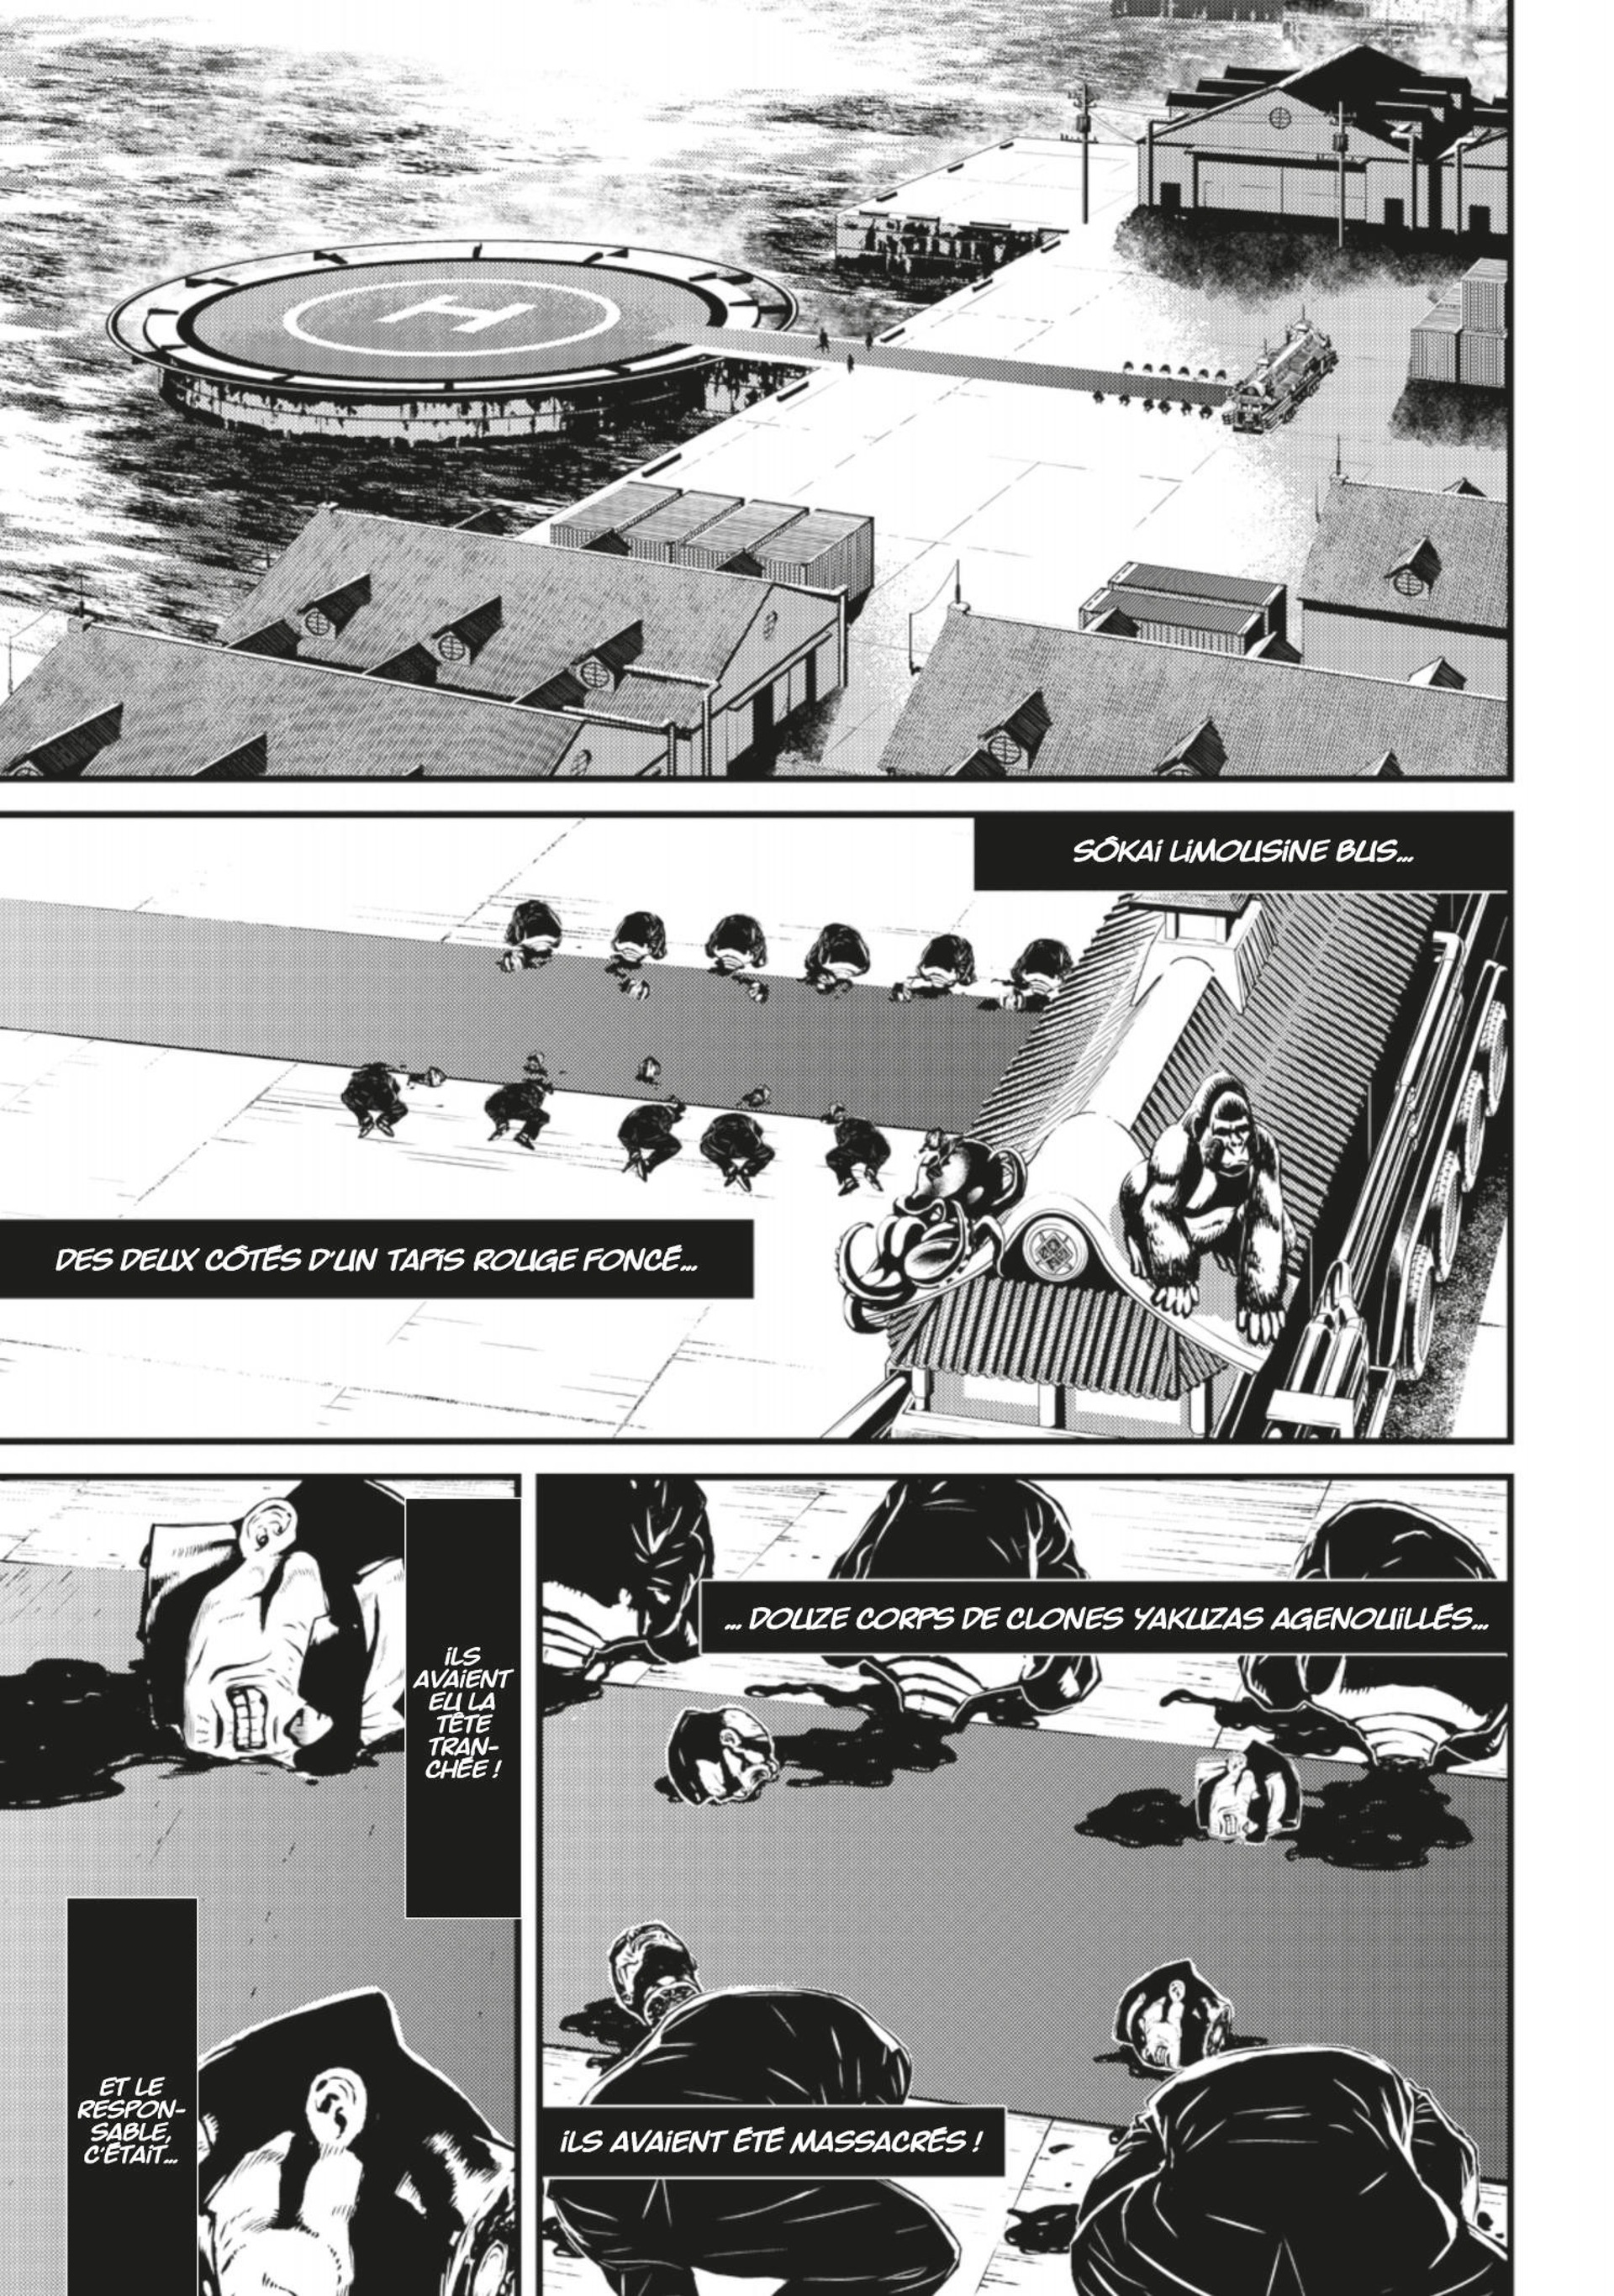 H
SÔKAi LiMOUSiNE BUS...
DES DEUX CÔTÉS D'UN TAPiS ROUGE FONCÉ...
... DOUZE CORPS DE CLONES YAKUZAS AGENOUiLLÉS...
iLS AVAiENT ÉTÉ MASSACRÉS !
iLS
AVAiENT
EU LA
TÊTE
TRAN-
CHÉE !
ET LE
RESPON-
SABLE,
C'ÉTAiT...